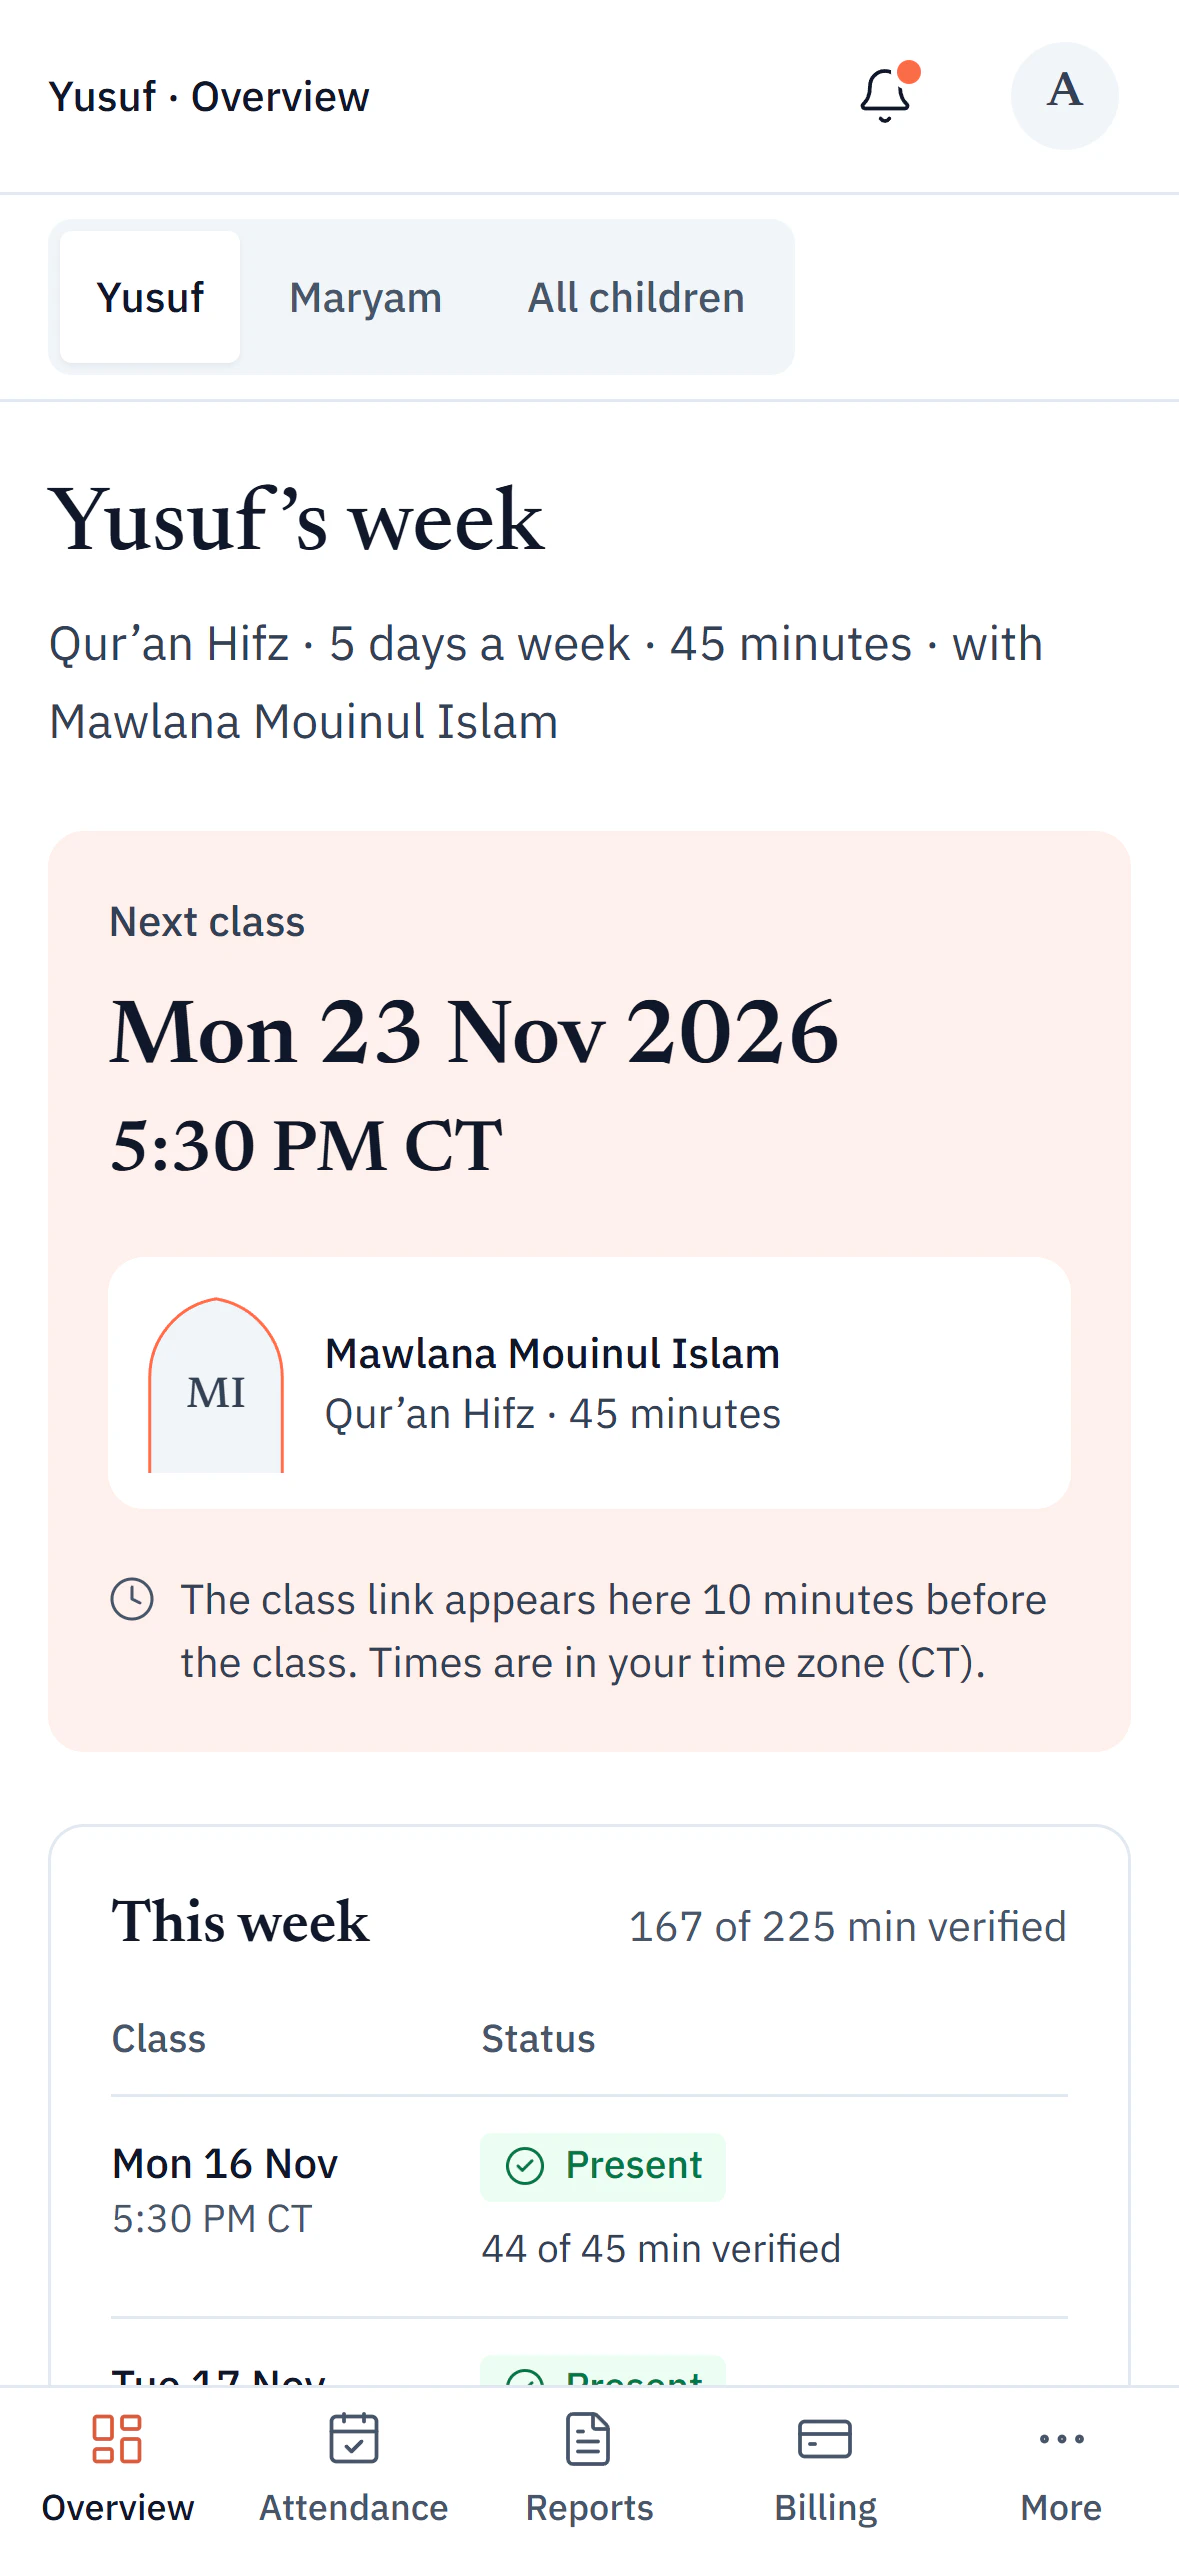 Yusuf · Overview
A
Yusuf
Maryam
All children
Yusuf’s week
Qur’an Hifz · 5 days a week · 45 minutes · with
Mawlana Mouinul Islam
Next class
Mon 23 Nov 2026
5:30 PM CT
MI
Mawlana Mouinul Islam
Qur’an Hifz · 45 minutes
The class link appears here 10 minutes before
the class. Times are in your time zone (CT).
This week
167 of 225 min verified
Class
Status
Mon 16 Nov
Present
5:30 PM CT
44 of 45 min verified
Tue 17 Nov
Present
Overview
Attendance
Reports
Billing
More